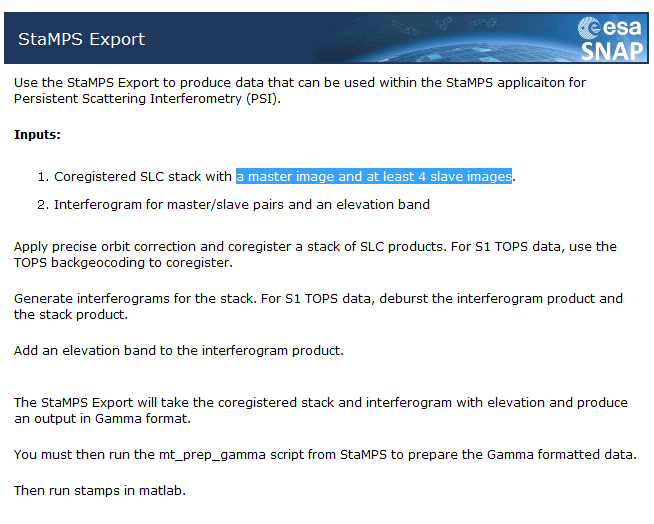 StaMPS Export
esa
SNAP
Use the StaMPS Export to produce data that can be used within the StaMPS applicaiton for
Persistent Scattering Interferometry (PSI).
Inputs:
1. Coregistered SLC stack with a master image and at least 4 slave images.
2. Interferogram for master/slave pairs and an elevation band
Apply precise orbit correction and coregister a stack of SLC products. For S1 TOPS data, use the
TOPS backgeocoding to coregister.
Generate interferograms for the stack. For S1 TOPS data, deburst the interferogram product and
the stack product.
Add an elevation band to the interferogram product.
The StaMPS Export will take the coregistered stack and interferogram with elevation and produce
an output in Gamma format.
You must then run the mt_prep_gamma script from StaMPS to prepare the Gamma formatted data.
Then run stamps in matlab.